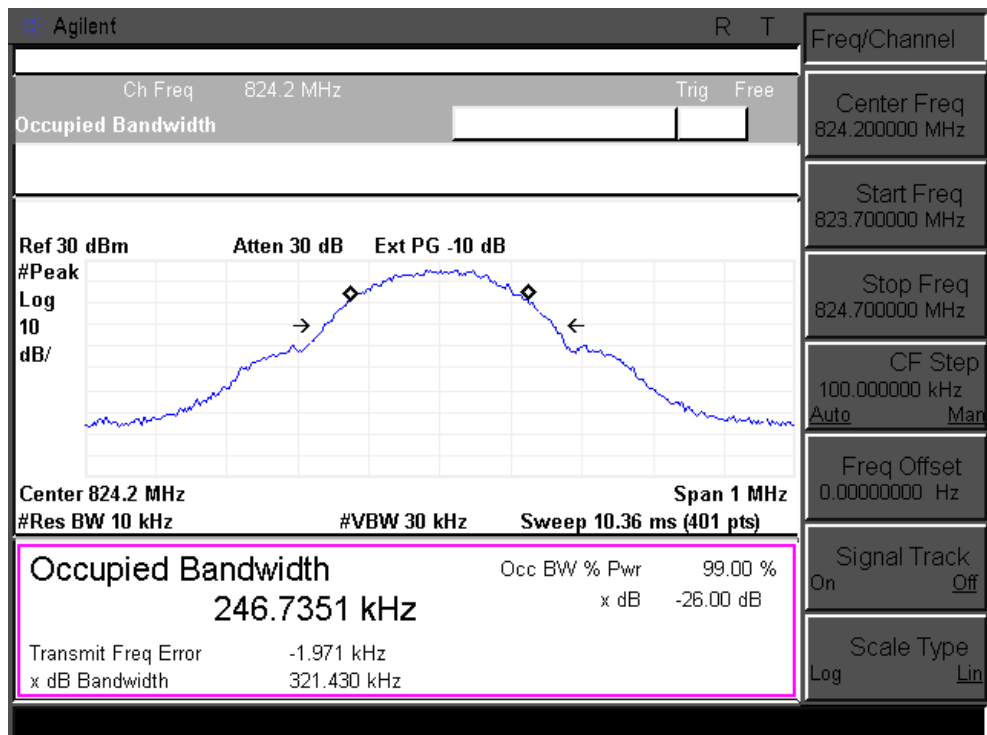 Agilent R T
Ch Freq 824.2 MHz Trig Free
Occupied Bandwidth
Ref 30 dBm Atten 30 dB Ext PG -10 dB
#Peak
Log
10
dB/
Center 824.2 MHz Span 1 MHz
#Res BW 10 kHz #VBW 30 kHz Sweep 10.36 ms (401 pts)
Occupied Bandwidth
246.7351 kHz
Occ BW % Pwr 99.00 %
x dB -26.00 dB
Transmit Freq Error -1.971 kHz
x dB Bandwidth 321.430 kHz
Freq/Channel
Center Freq
824.200000 MHz
Start Freq
823.700000 MHz
Stop Freq
824.700000 MHz
CF Step
100.000000 kHz
Auto Man
Freq Offset
0.00000000 Hz
Signal Track
On Off
Scale Type
Log Lin